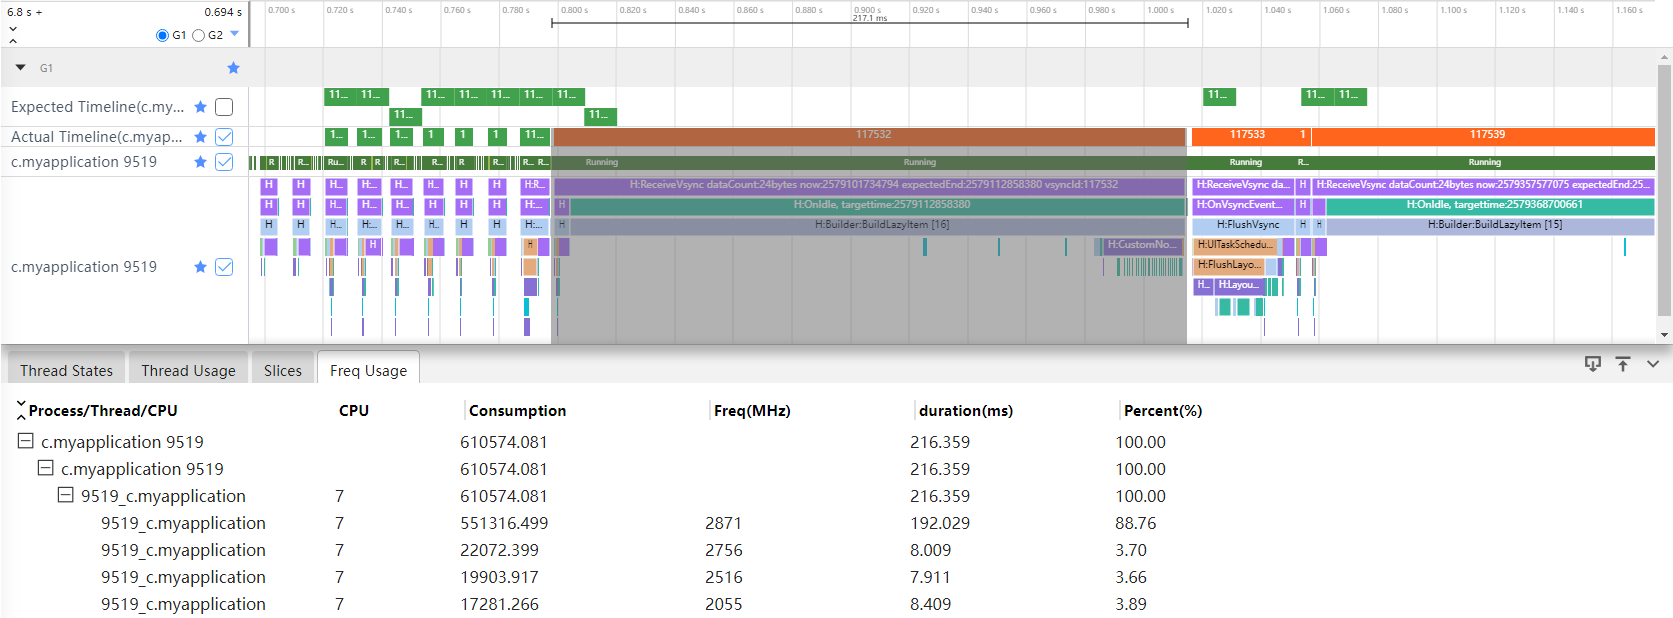 6.8 s + 0.694 s
0.700 s 0.720 s 0.740 s 0.760 s 0.780 s 0.800 s 0.820 s 0.840 s 0.860 s 0.880 s 0.900 s 0.920 s 0.940 s 0.960 s 0.980 s 1.000 s 1.020 s 1.040 s 1.060 s 1.080 s 1.100 s 1.120 s 1.140 s 1.160 s
217.1 ms
G1 G2
G1
Expected Timeline(c.my... 11... 11... 11... 11... 11... 11... 11... 11... 11... 11...
11... 11...
Actual Timeline(c.myap... 1... 1... 1... 1 1 1 11... 117532 117533 1 117539
c.myapplication 9519 R R... Ru... R R R... R... R R... R... R... Running Running Running R... Running
H H H... H:... H... H... H H H:R... H:ReceiveVsync dataCount:24bytes now:2579101734794 expectedEnd:2579112858380 vsyncId:117532 H:ReceiveVsync da... H H:ReceiveVsync dataCount:24bytes now:2579357577075 expectedEnd:25...
H H H... H:... H... H... H H H:... H H:OnIdle, targettime:2579112858380 H:OnVsyncEvent... H H:OnIdle, targettime:2579368700661
H H H... H:... H... H... H H H:... H H:Builder:BuildLazyItem [16] H:FlushVsync H H H:Builder:BuildLazyItem [15]
H H H:CustomNo... H:UITaskSchedu...
c.myapplication 9519 H:FlushLayo...
H... H:Layou...
Thread States Thread Usage Slices Freq Usage
Process/Thread/CPU CPU Consumption Freq(MHz) duration(ms) Percent(%)
c.myapplication 9519 610574.081 216.359 100.00
c.myapplication 9519 610574.081 216.359 100.00
9519_c.myapplication 7 610574.081 216.359 100.00
9519_c.myapplication 7 551316.499 2871 192.029 88.76
9519_c.myapplication 7 22072.399 2756 8.009 3.70
9519_c.myapplication 7 19903.917 2516 7.911 3.66
9519_c.myapplication 7 17281.266 2055 8.409 3.89